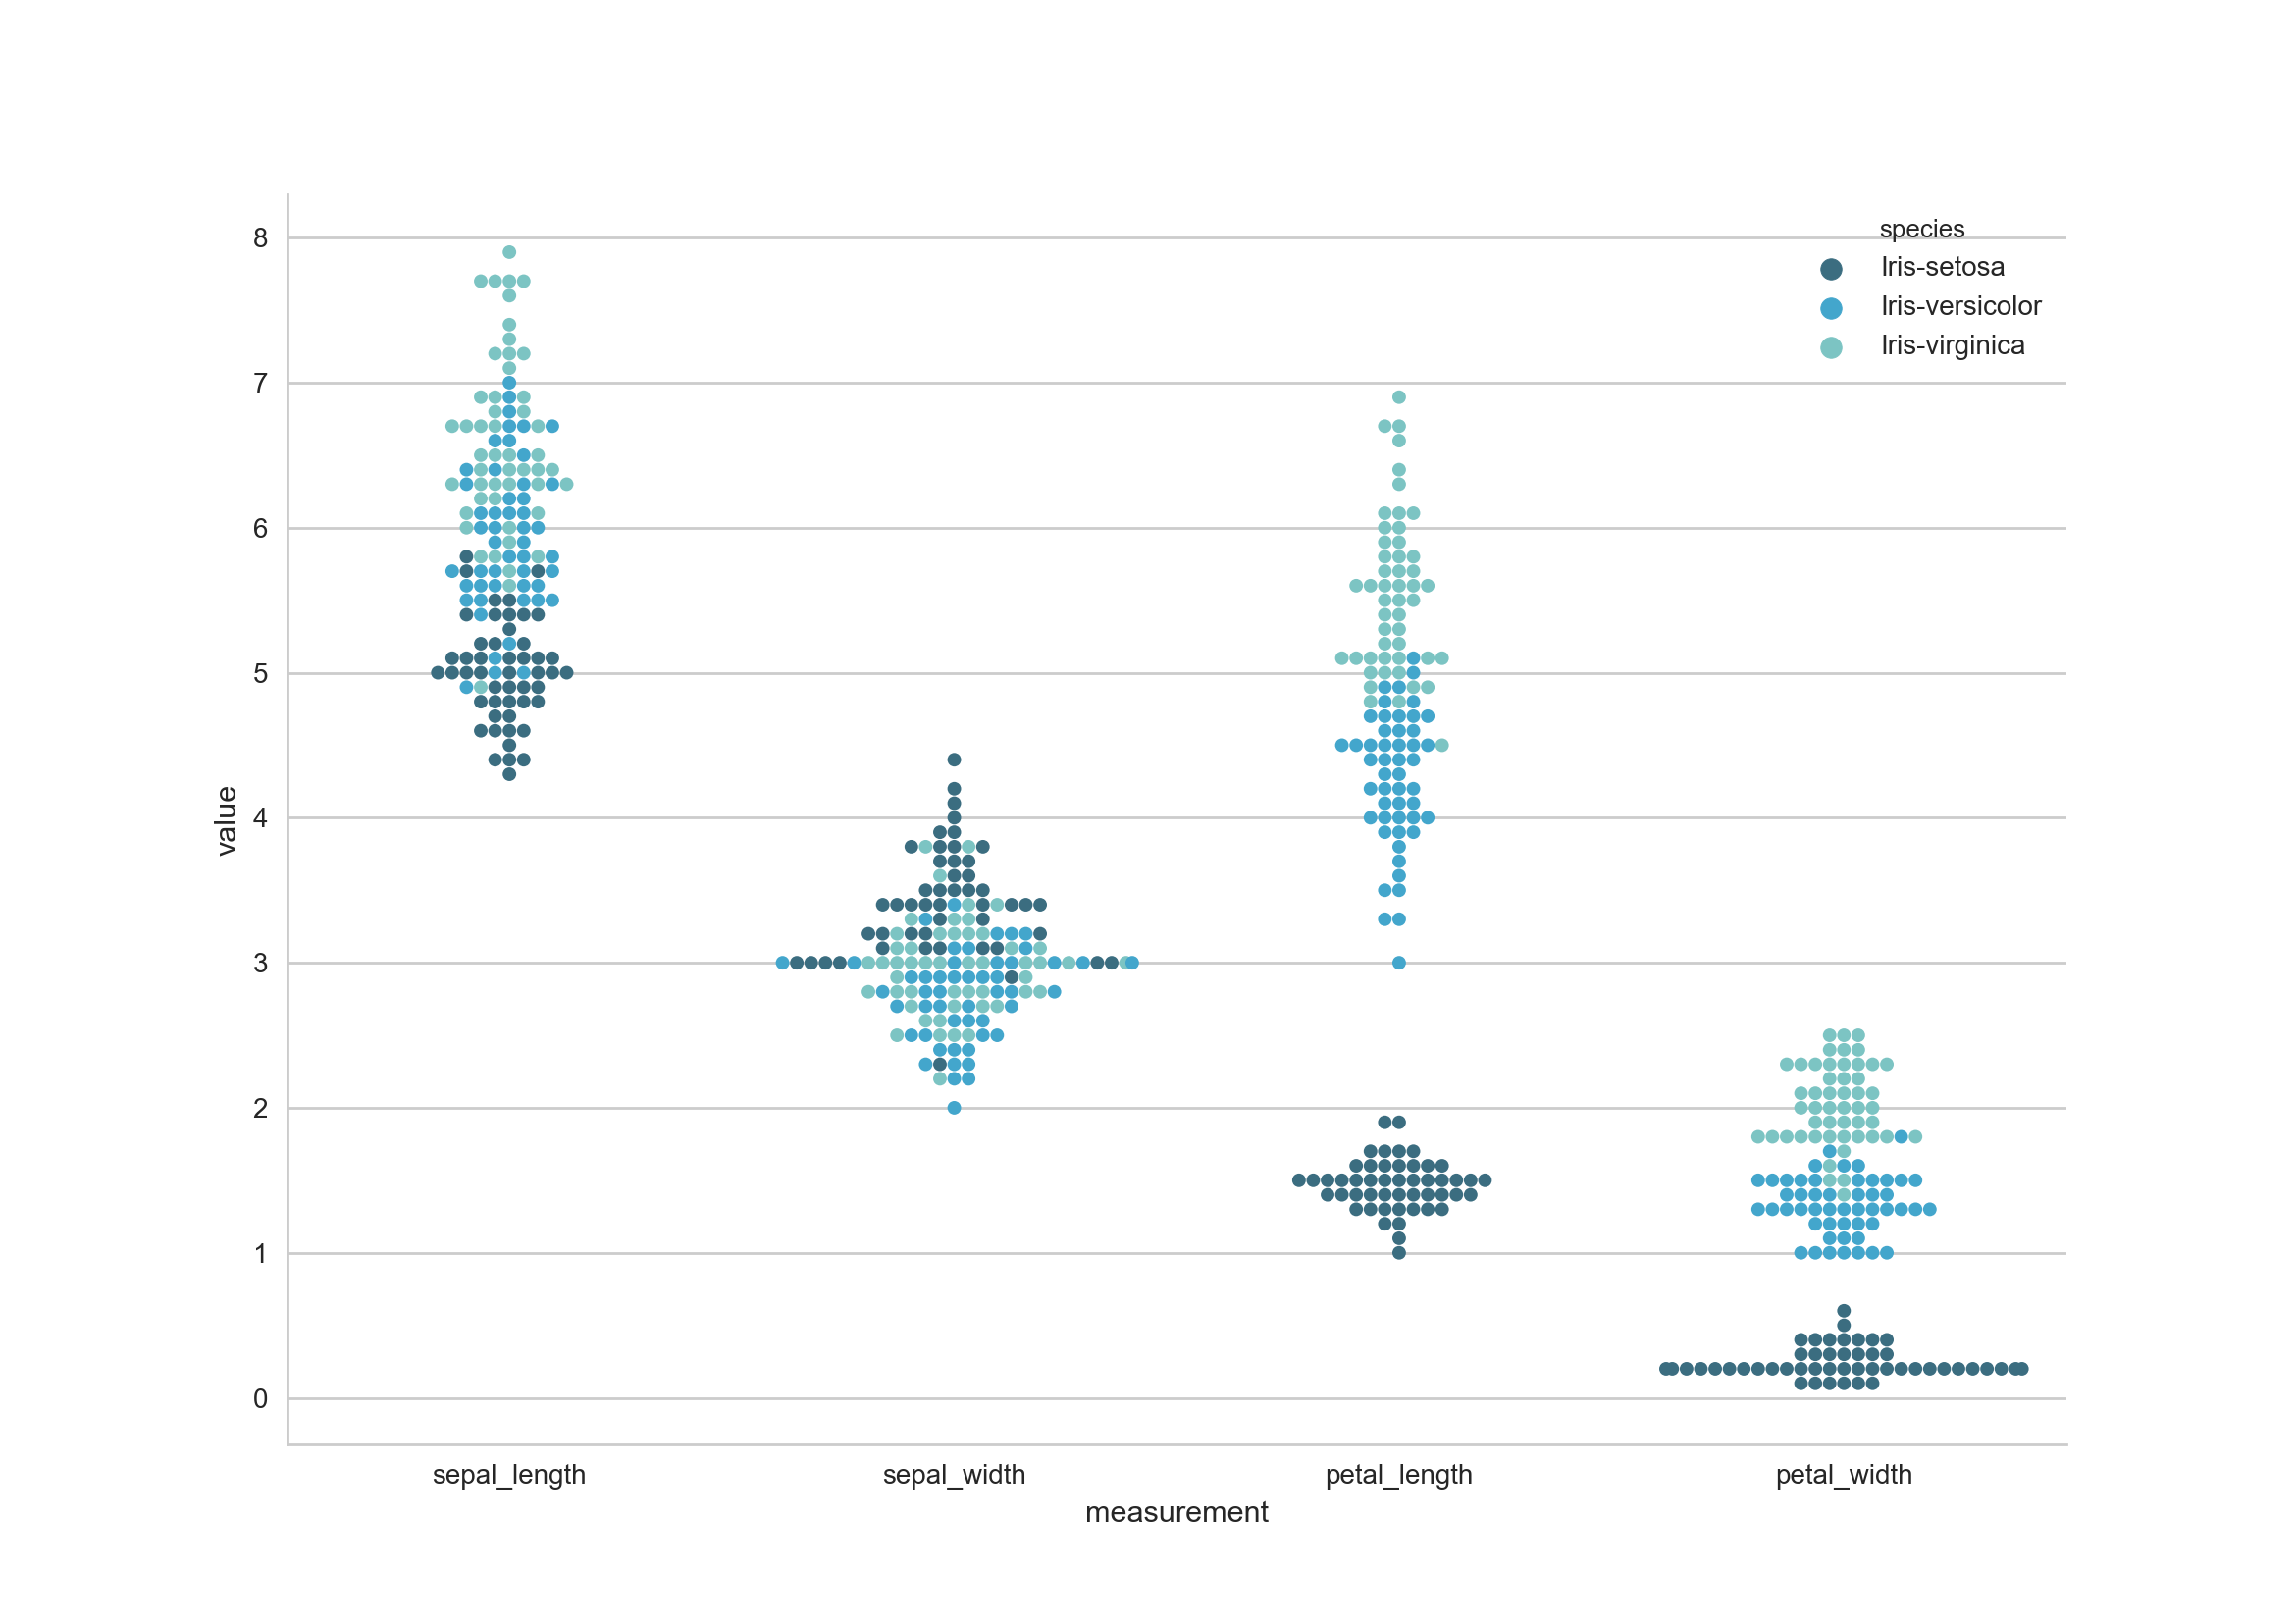 species
Iris-setosa
Iris-versicolor
Iris-virginica
8
7
6
5
4
3
2
1
0
value
sepal_length
sepal_width
petal_length
petal_width
measurement